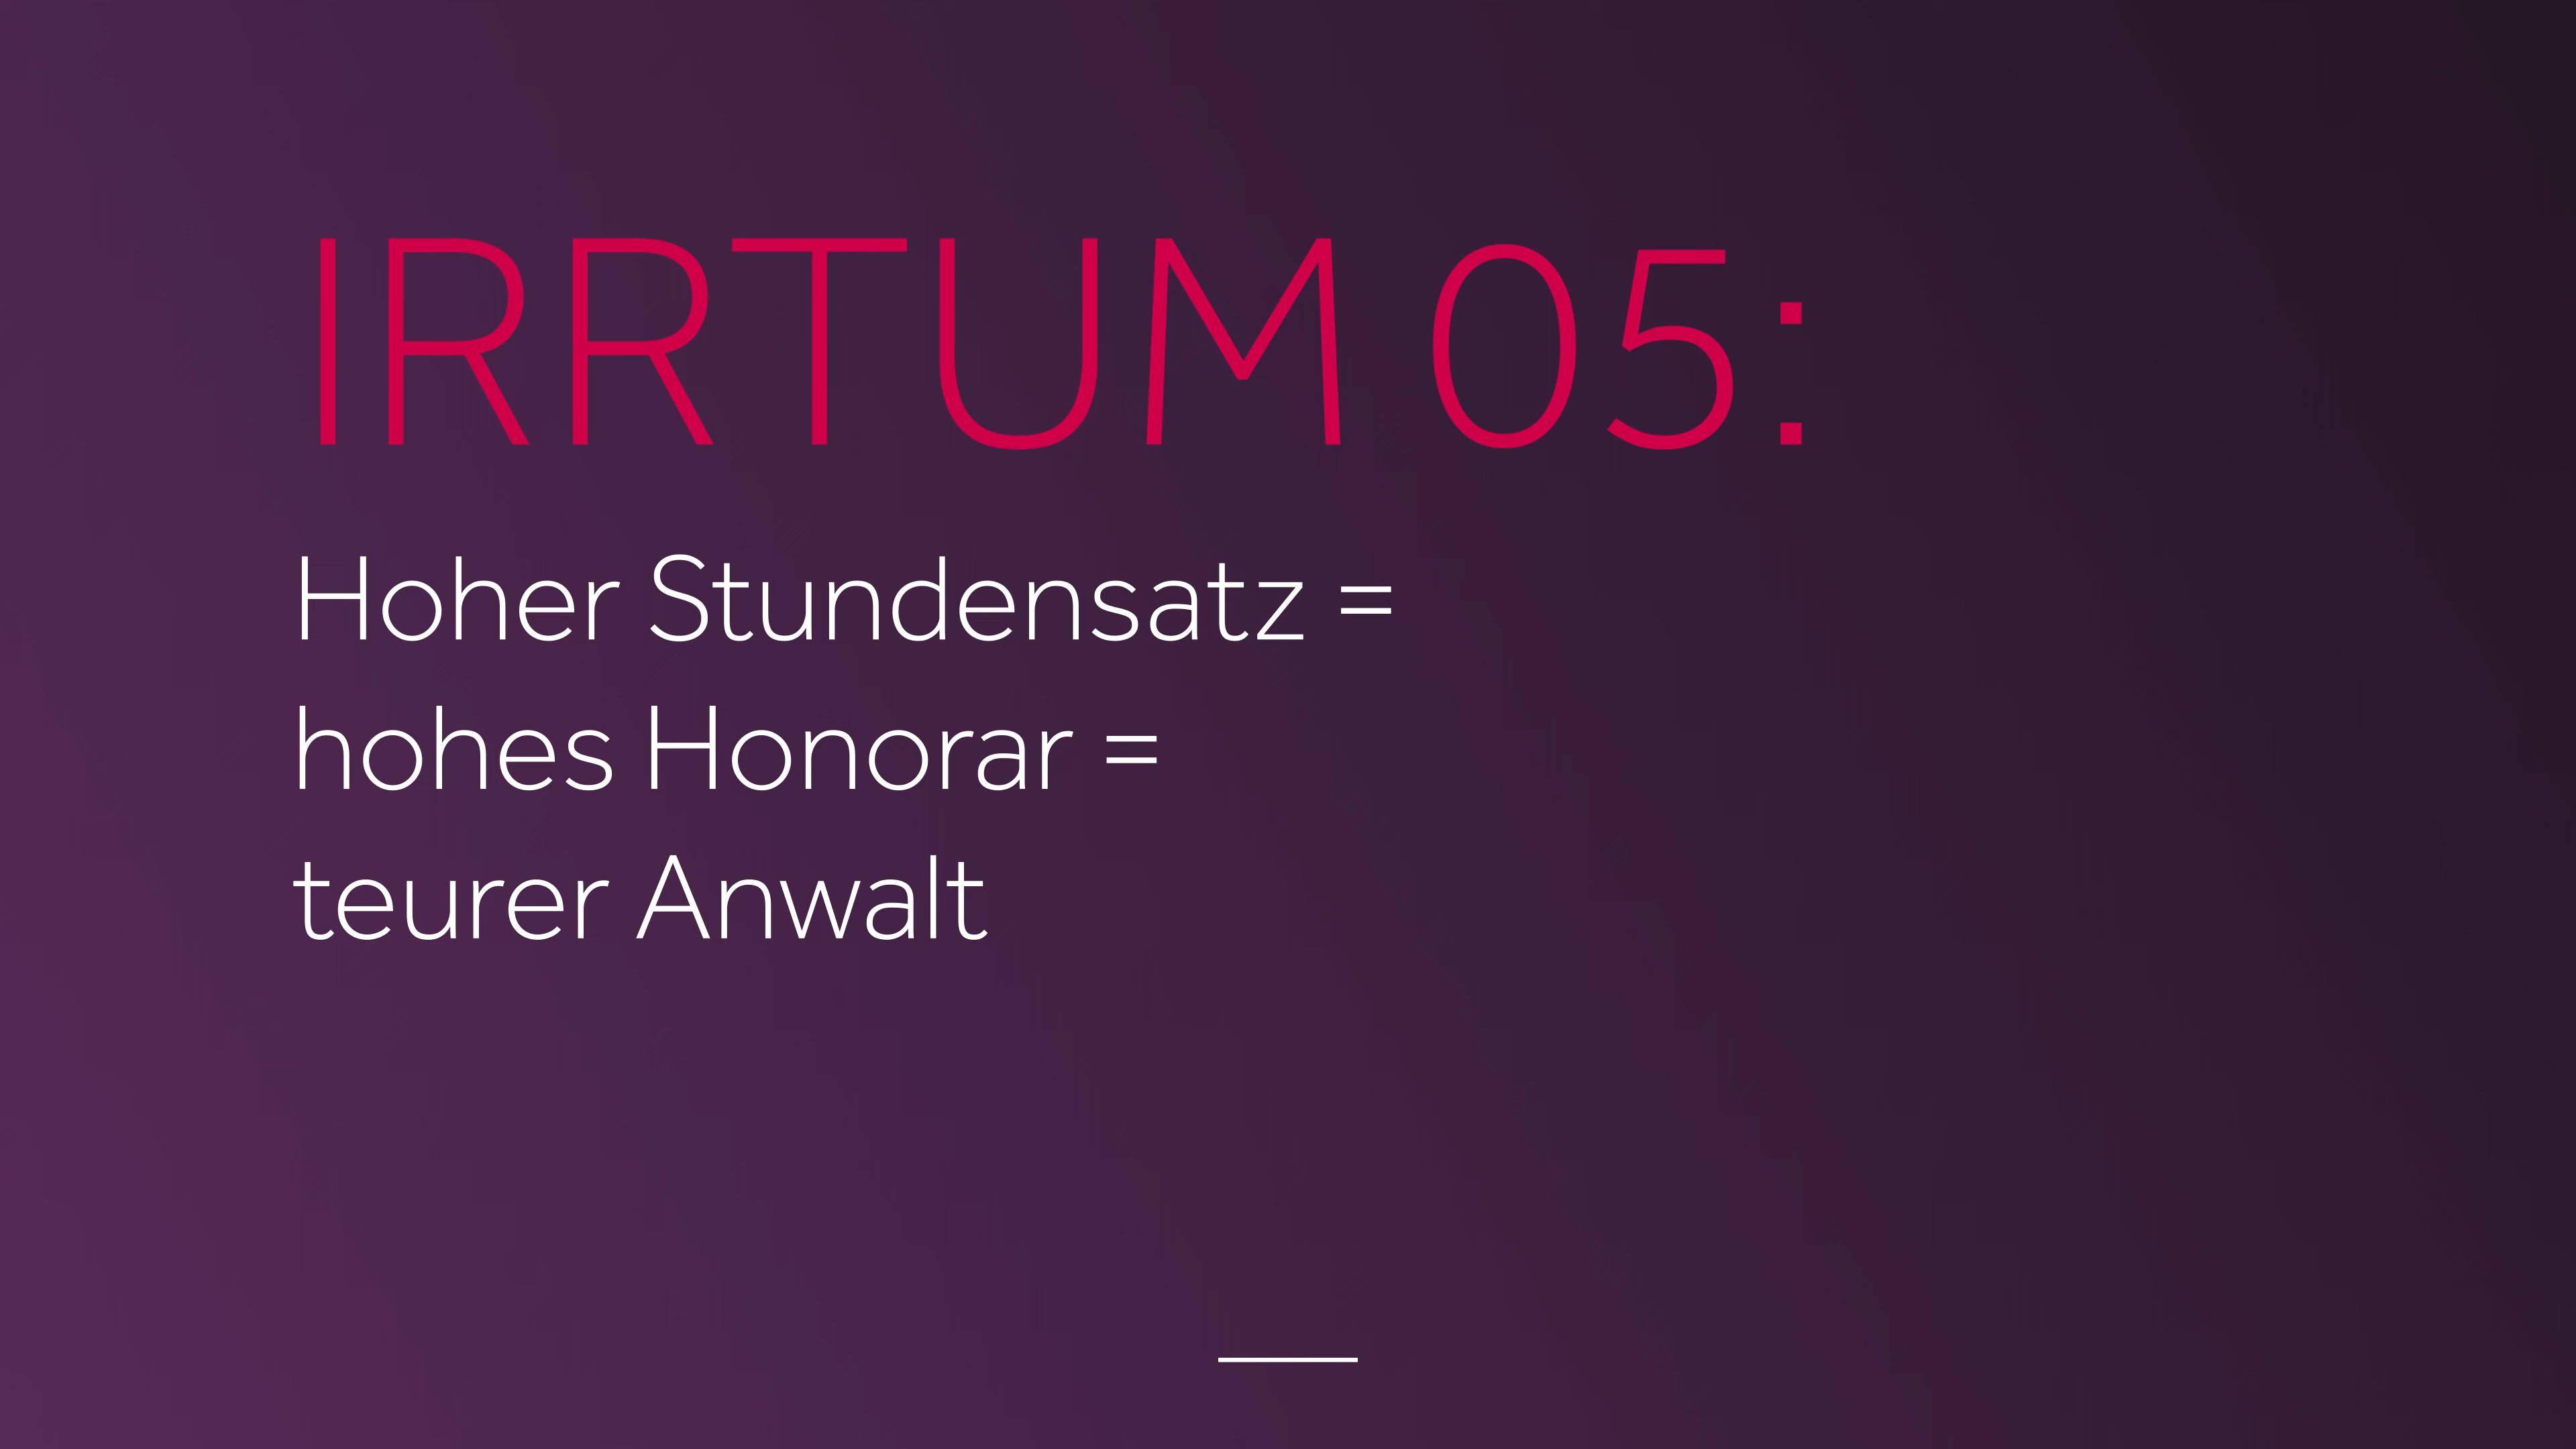 IRRTUM 05:
Hoher Stundensatz =
hohes Honorar =
teurer Anwalt